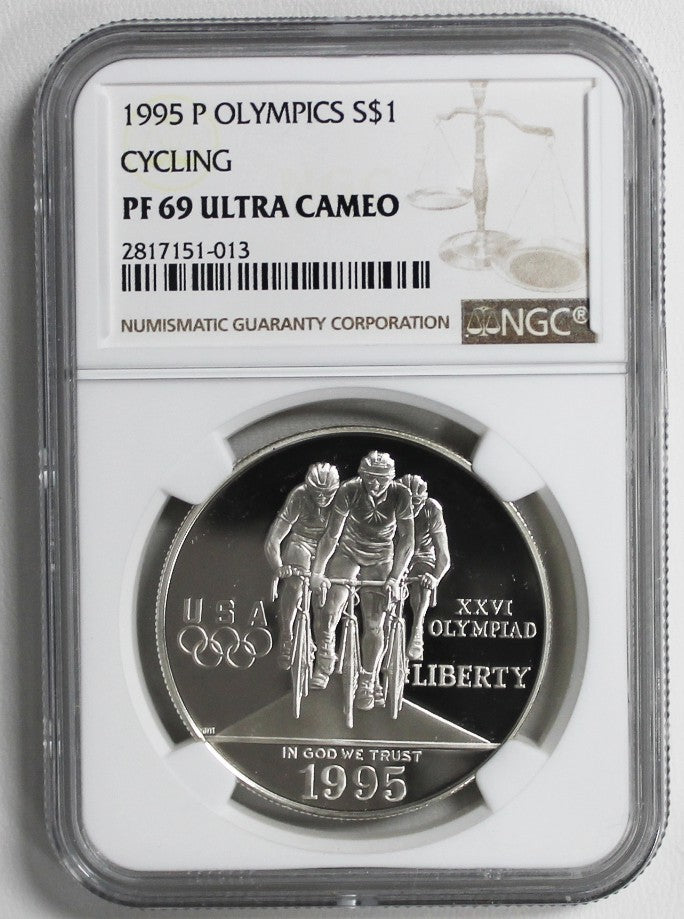 1995 P OLYMPICS S$1
CYCLING
PF 69 ULTRA CAMEO
2817151-013
NUMISMATIC GUARANTY CORPORATION
NGC®
USA
XXVI
OLYMPIAD
LIBERTY
IN GOD WE TRUST
1995